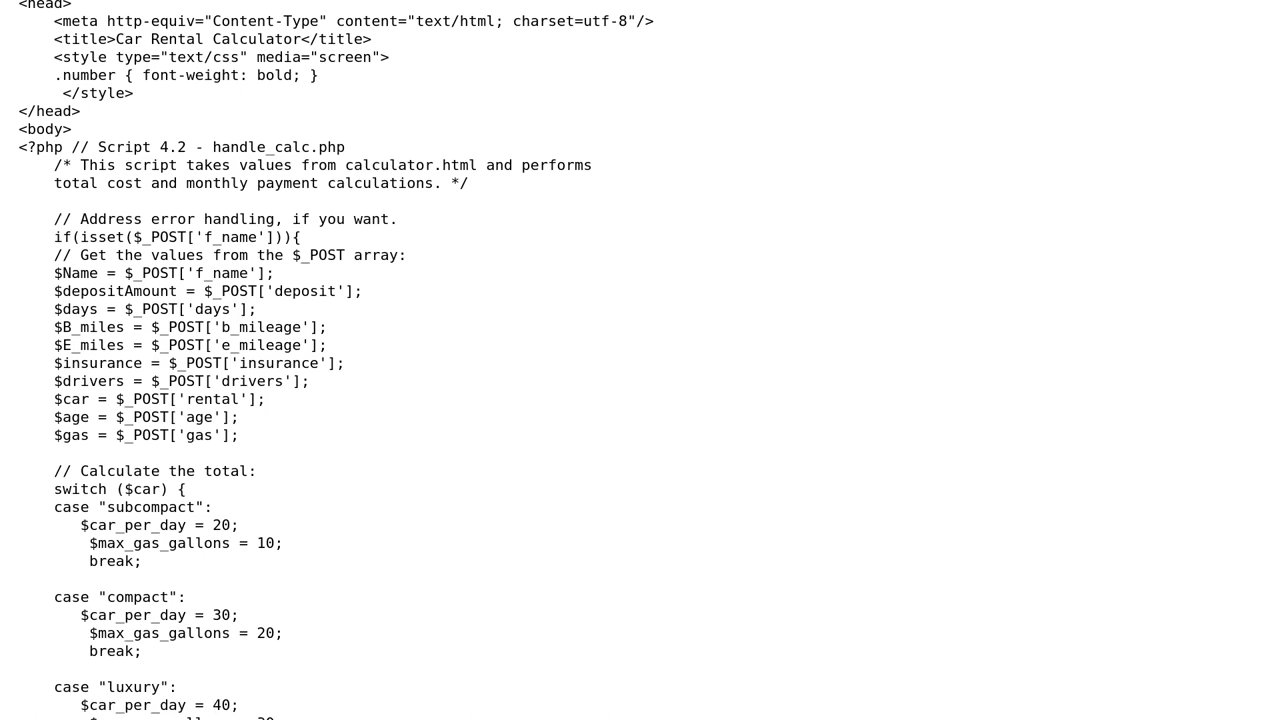 <head>
    <meta http-equiv="Content-Type" content="text/html; charset=utf-8"/>
    <title>Car Rental Calculator</title>
    <style type="text/css" media="screen">
    .number { font-weight: bold; }
     </style>
</head>
<body>
<?php // Script 4.2 - handle_calc.php
    /* This script takes values from calculator.html and performs
    total cost and monthly payment calculations. */

    // Address error handling, if you want.
    if(isset($_POST['f_name'])){
    // Get the values from the $_POST array:
    $Name = $_POST['f_name'];
    $depositAmount = $_POST['deposit'];
    $days = $_POST['days'];
    $B_miles = $_POST['b_mileage'];
    $E_miles = $_POST['e_mileage'];
    $insurance = $_POST['insurance'];
    $drivers = $_POST['drivers'];
    $car = $_POST['rental'];
    $age = $_POST['age'];
    $gas = $_POST['gas'];

    // Calculate the total:
    switch ($car) {
    case "subcompact":
       $car_per_day = 20;
        $max_gas_gallons = 10;
        break;

    case "compact":
       $car_per_day = 30;
        $max_gas_gallons = 20;
        break;

    case "luxury":
       $car_per_day = 40;